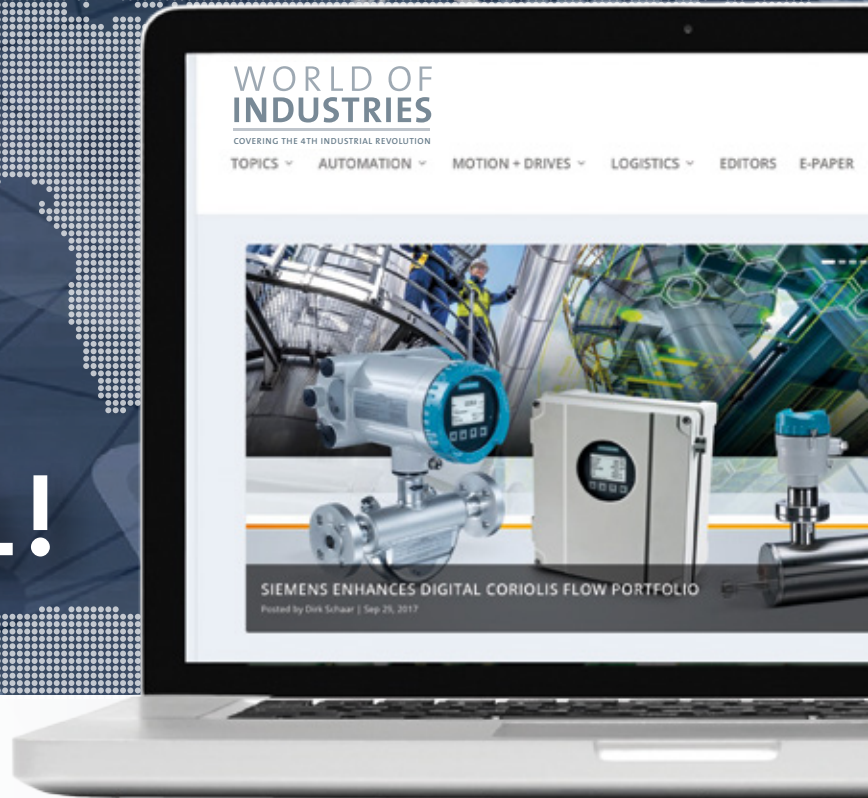 WORLD OF
INDUSTRIES
COVERING THE 4TH INDUSTRIAL REVOLUTION
TOPICS AUTOMATION MOTION + DRIVES LOGISTICS EDITORS E-PAPER
L!
SIEMENS ENHANCES DIGITAL CORIOLIS FLOW PORTFOLIO
Posted by Dirk Schaar | Sep 29, 2017